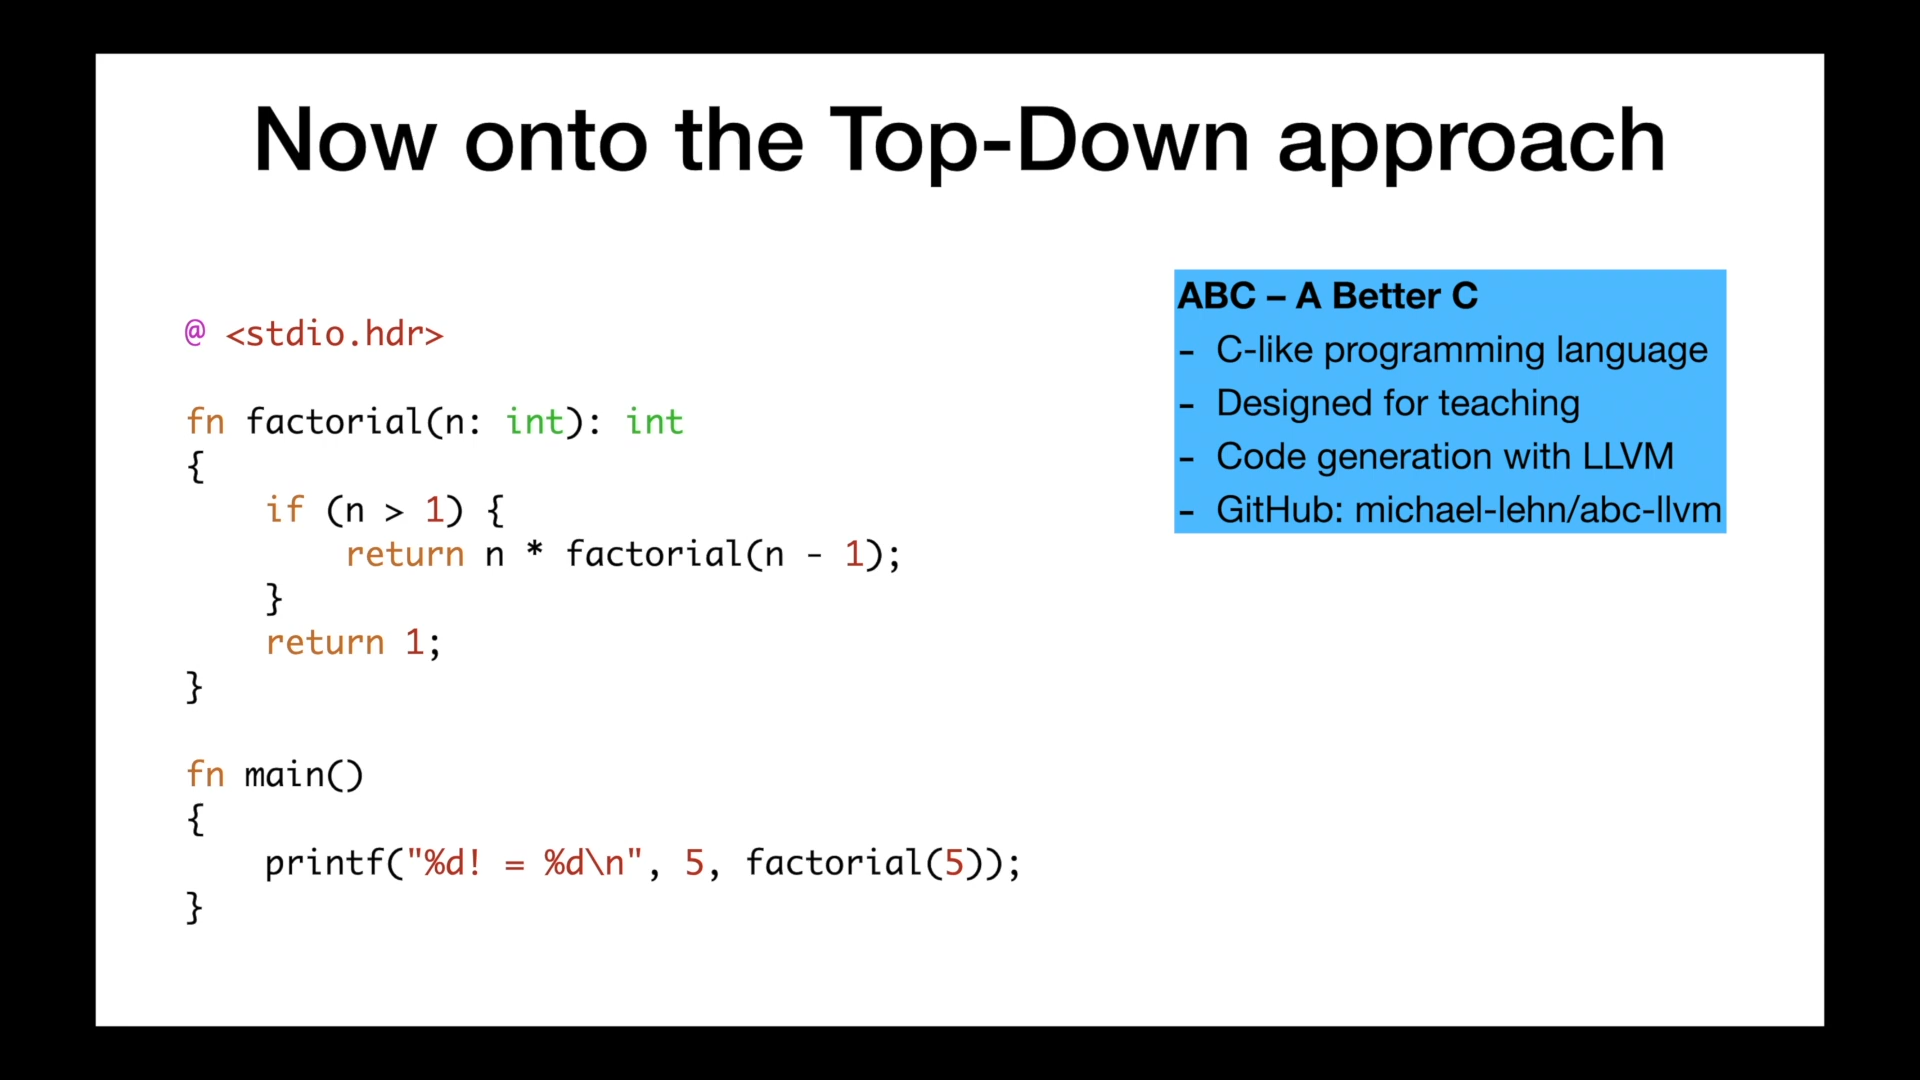 Now onto the Top-Down approach
@ <stdio.hdr>
fn factorial(n: int): int
{
    if (n > 1) {
        return n * factorial(n - 1);
    }
    return 1;
}
fn main()
{
    printf("%d! = %d\n", 5, factorial(5));
}
ABC – A Better C
- C-like programming language
- Designed for teaching
- Code generation with LLVM
- GitHub: michael-lehn/abc-llvm